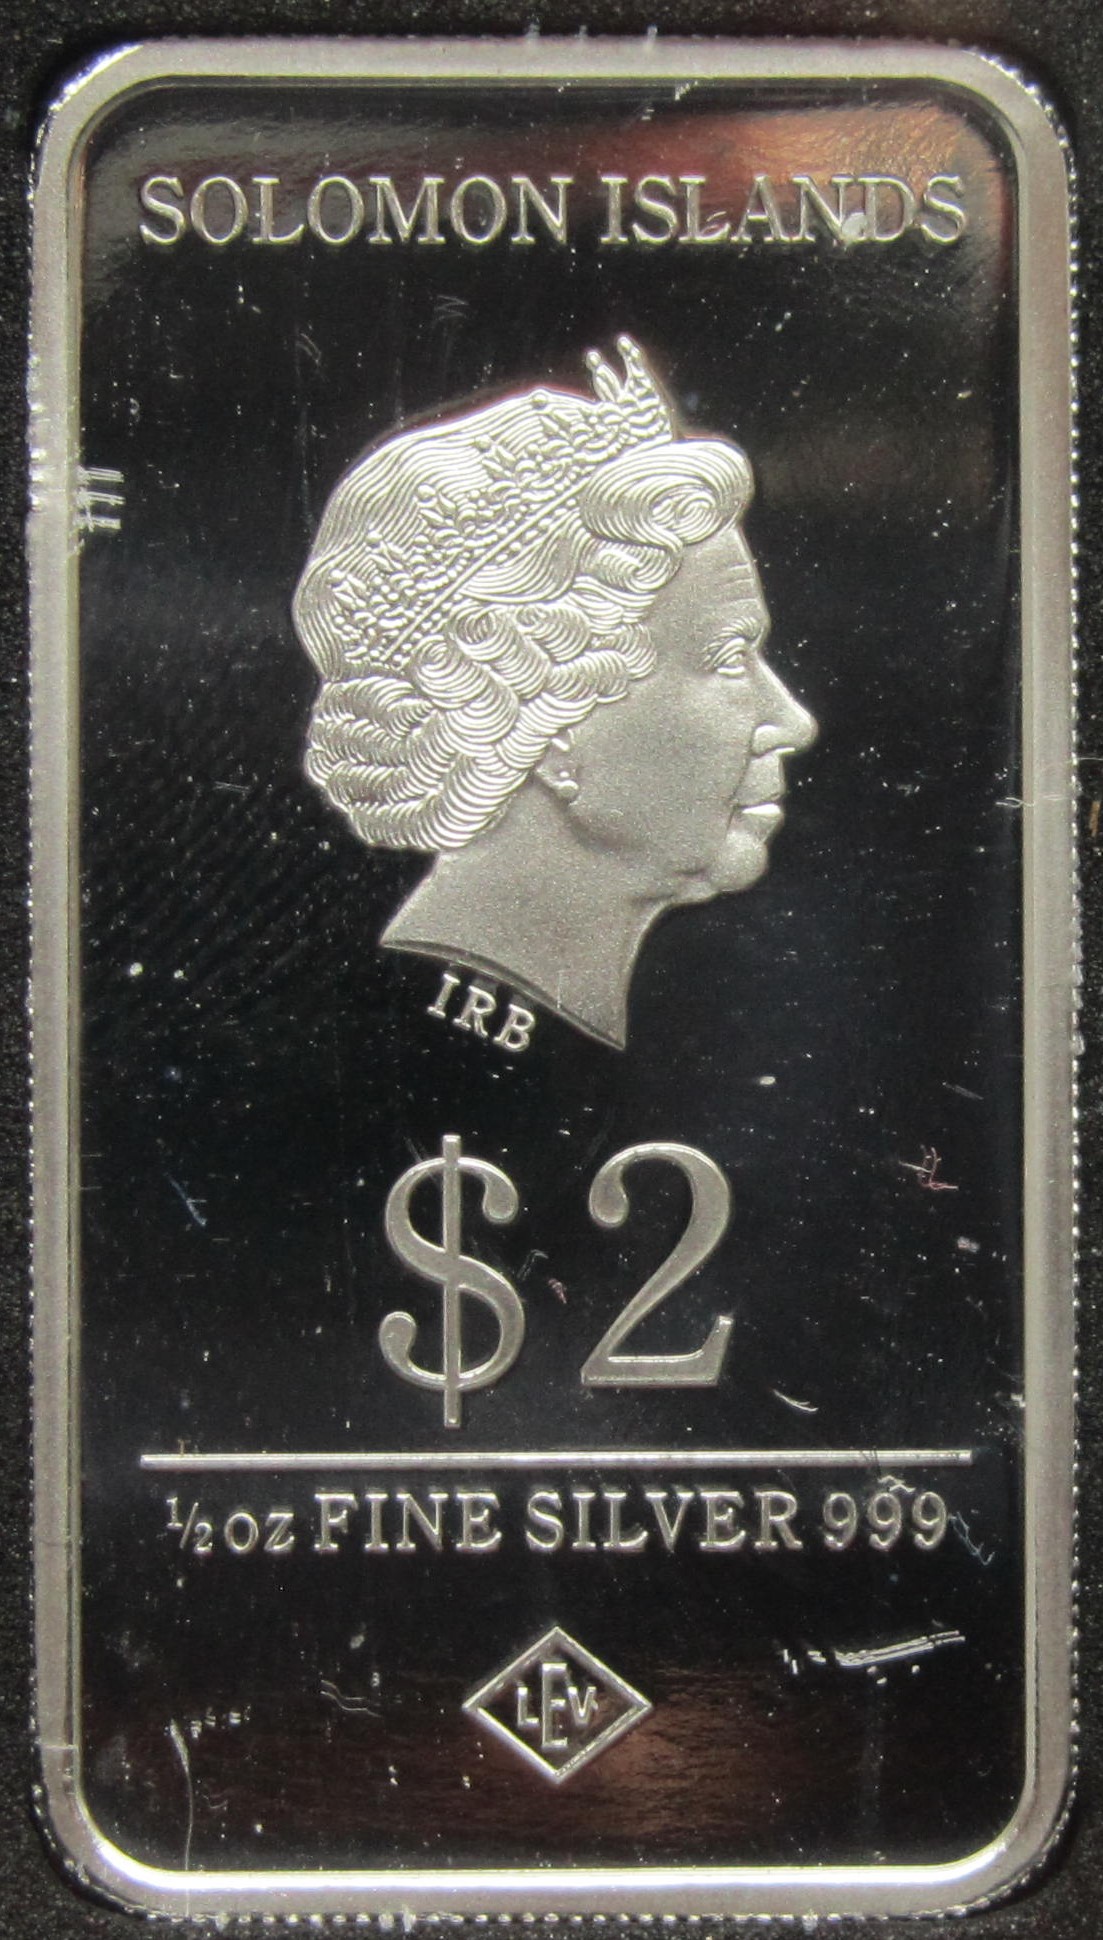 SOLOMON ISLANDS
IRB
$2
½ oz FINE SILVER 999
LEV